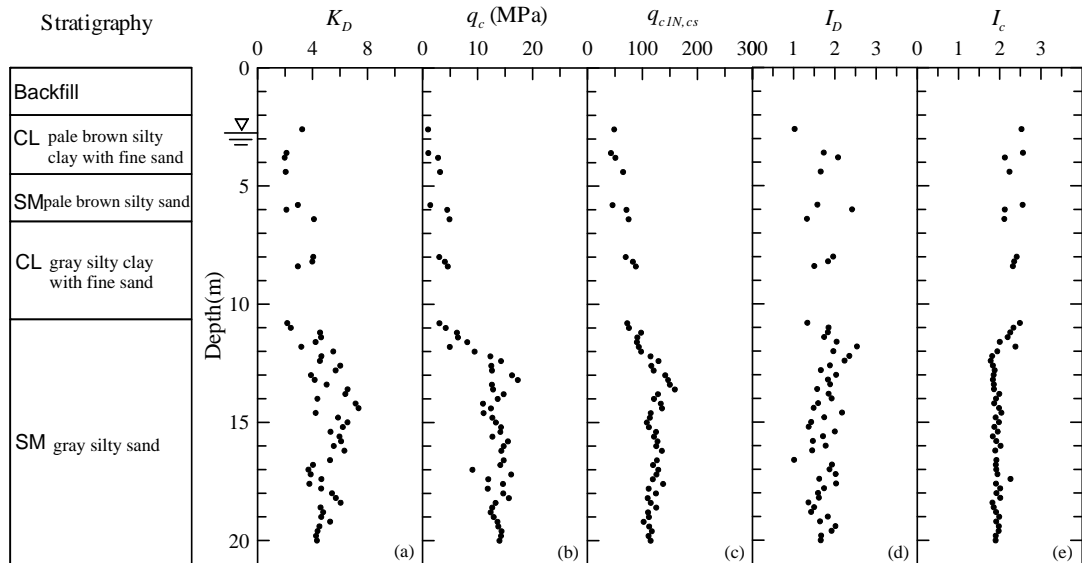 Stratigraphy
K_D
q_c (MPa)
q_c1N,cs
I_D
I_c
0 4 8
0 10 20
0 100 200 300
0 1 2 3
0 1 2 3
Backfill
CL pale brown silty
clay with fine sand
SM pale brown silty sand
CL gray silty clay
with fine sand
SM gray silty sand
Depth(m)
0
5
10
15
20
(a)
(b)
(c)
(d)
(e)